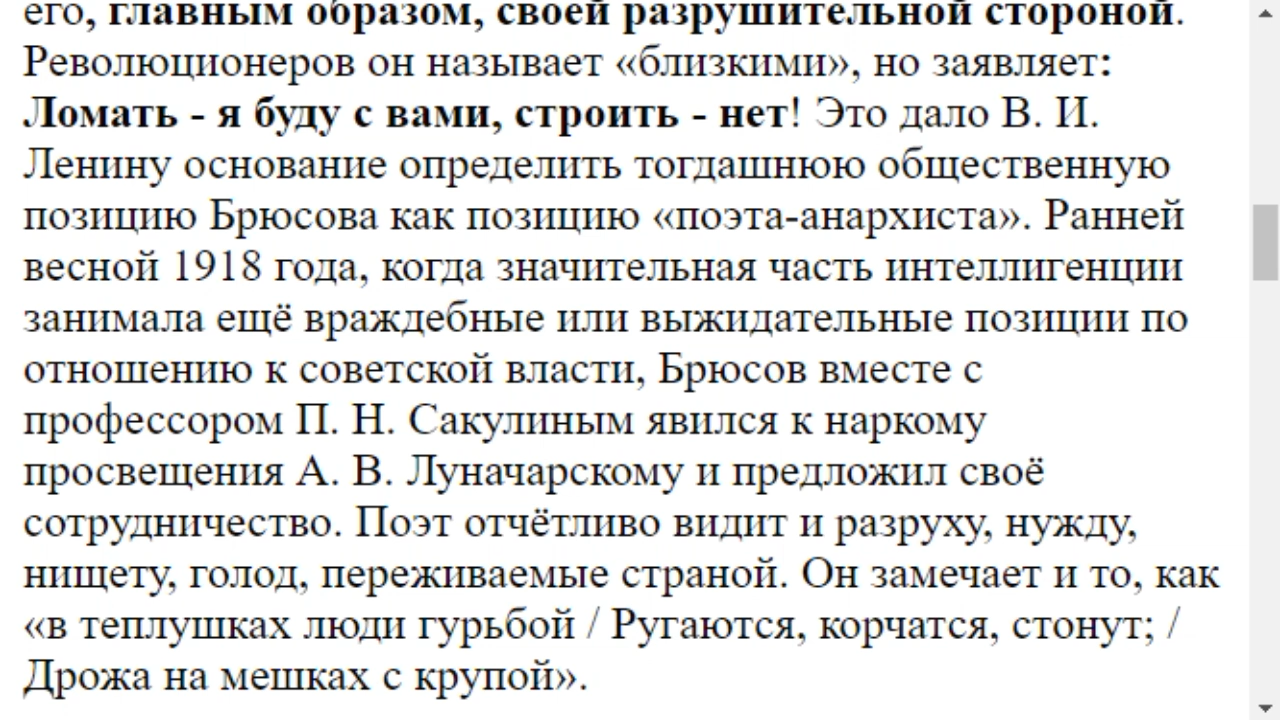 его, главным образом, своей разрушительной стороной.
Революционеров он называет «близкими», но заявляет:
Ломать - я буду с вами, строить - нет! Это дало В. И.
Ленину основание определить тогдашнюю общественную
позицию Брюсова как позицию «поэта-анархиста». Ранней
весной 1918 года, когда значительная часть интеллигенции
занимала ещё враждебные или выжидательные позиции по
отношению к советской власти, Брюсов вместе с
профессором П. Н. Сакулиным явился к наркому
просвещения А. В. Луначарскому и предложил своё
сотрудничество. Поэт отчётливо видит и разруху, нужду,
нищету, голод, переживаемые страной. Он замечает и то, как
«в теплушках люди гурьбой / Ругаются, корчатся, стонут; /
Дрожа на мешках с крупой».